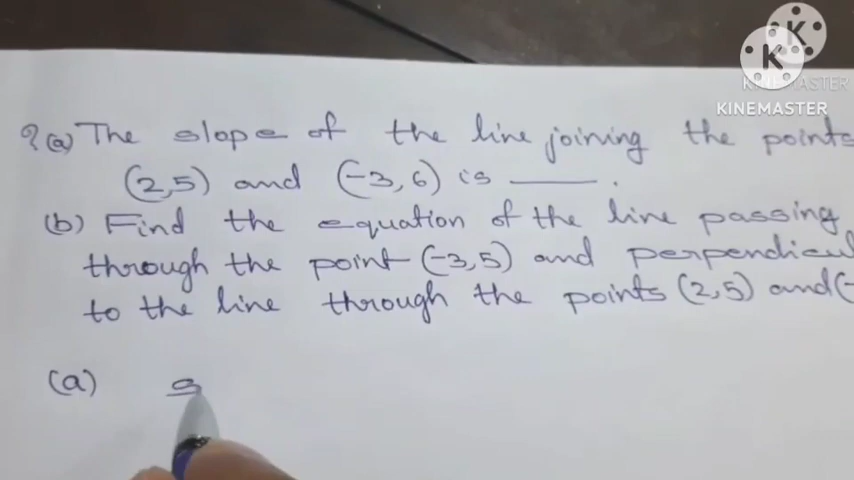 KINEMASTER
KINEMASTER
? (a) The slope of the line joining the points
(2,5) and (-3,6) is ____.
(b) Find the equation of the line passing
through the point (-3,5) and perpendicul
to the line through the points (2,5) and (-
(a) s